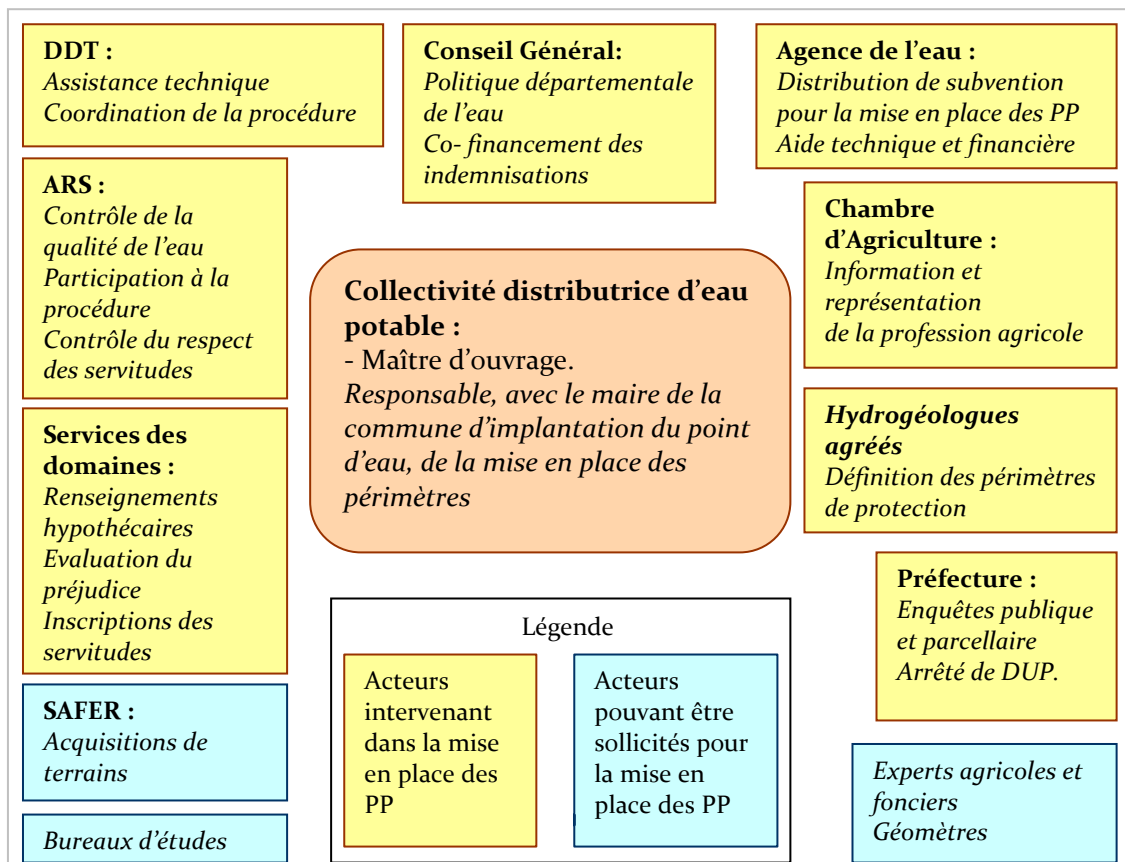 DDT :
Assistance technique
Coordination de la procédure
Conseil Général:
Politique départementale
de l'eau
Co- financement des
indemnisations
Agence de l'eau :
Distribution de subvention
pour la mise en place des PP
Aide technique et financière
ARS :
Contrôle de la
qualité de l'eau
Participation à la
procédure
Contrôle du respect
des servitudes
Chambre
d'Agriculture :
Information et
représentation
de la profession agricole
Collectivité distributrice d'eau
potable :
- Maître d'ouvrage.
Responsable, avec le maire de la
commune d'implantation du point
d'eau, de la mise en place des
périmètres
Hydrogéologues
agréés
Définition des périmètres
de protection
Services des
domaines :
Renseignements
hypothécaires
Evaluation du
préjudice
Inscriptions des
servitudes
Préfecture :
Enquêtes publique
et parcellaire
Arrêté de DUP.
SAFER :
Acquisitions de
terrains
Bureaux d'études
Légende
Acteurs
intervenant
dans la mise
en place des
PP
Acteurs
pouvant être
sollicités pour
la mise en
place des PP
Experts agricoles et
fonciers
Géomètres